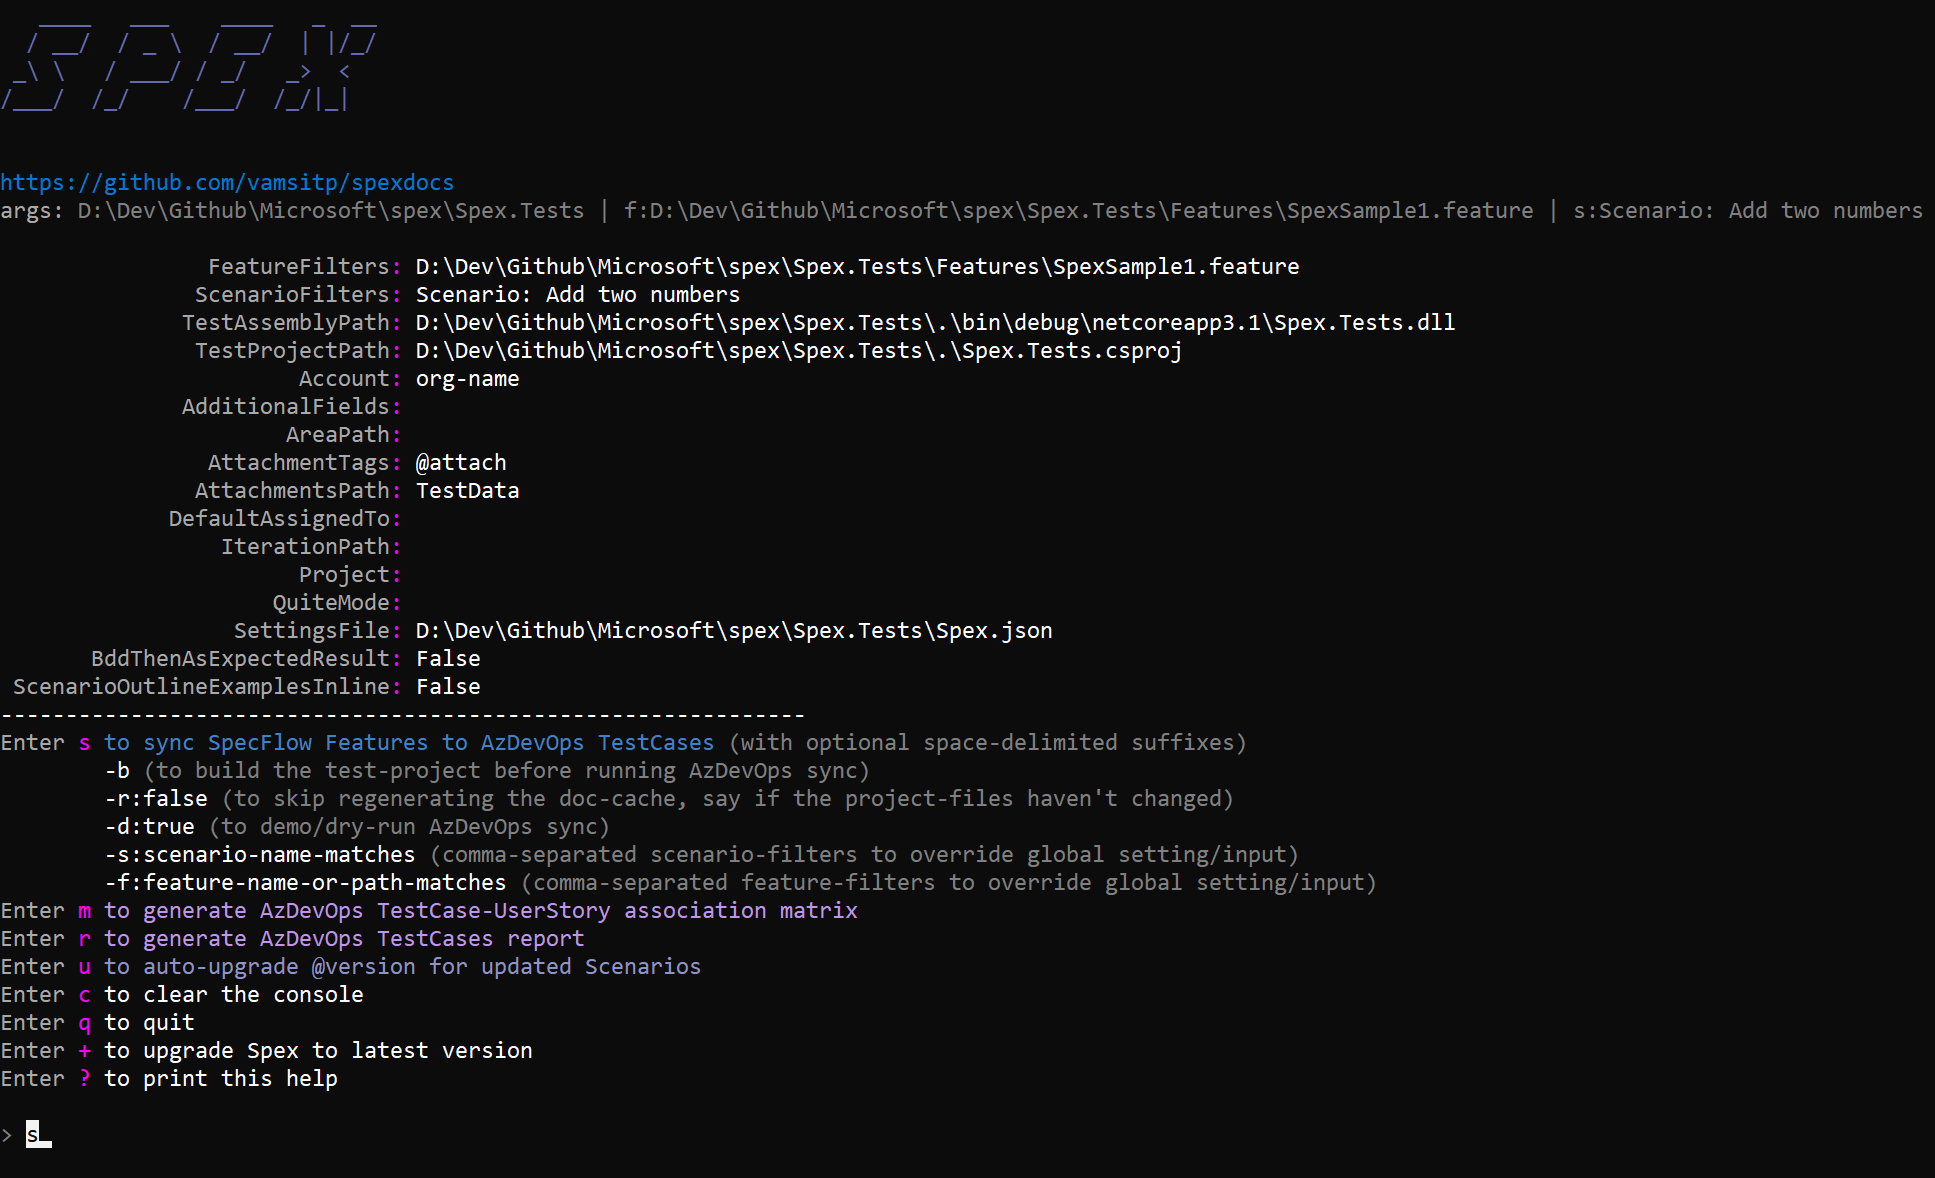 ____   ___    ____   _  __
  / __/  / _ \  / __/  | |/_/
 _\ \   / ___/ / _/   _>  <
/___/  /_/    /___/  /_/|_|
https://github.com/vamsitp/spexdocs
args: D:\Dev\Github\Microsoft\spex\Spex.Tests | f:D:\Dev\Github\Microsoft\spex\Spex.Tests\Features\SpexSample1.feature | s:Scenario: Add two numbers
FeatureFilters: D:\Dev\Github\Microsoft\spex\Spex.Tests\Features\SpexSample1.feature
ScenarioFilters: Scenario: Add two numbers
TestAssemblyPath: D:\Dev\Github\Microsoft\spex\Spex.Tests\.\bin\debug\netcoreapp3.1\Spex.Tests.dll
TestProjectPath: D:\Dev\Github\Microsoft\spex\Spex.Tests\.\Spex.Tests.csproj
Account: org-name
AdditionalFields:
AreaPath:
AttachmentTags: @attach
AttachmentsPath: TestData
DefaultAssignedTo:
IterationPath:
Project:
QuiteMode:
SettingsFile: D:\Dev\Github\Microsoft\spex\Spex.Tests\Spex.json
BddThenAsExpectedResult: False
ScenarioOutlineExamplesInline: False
--------------------------------------------------------------
Enter s to sync SpecFlow Features to AzDevOps TestCases (with optional space-delimited suffixes)
-b (to build the test-project before running AzDevOps sync)
-r:false (to skip regenerating the doc-cache, say if the project-files haven't changed)
-d:true (to demo/dry-run AzDevOps sync)
-s:scenario-name-matches (comma-separated scenario-filters to override global setting/input)
-f:feature-name-or-path-matches (comma-separated feature-filters to override global setting/input)
Enter m to generate AzDevOps TestCase-UserStory association matrix
Enter r to generate AzDevOps TestCases report
Enter u to auto-upgrade @version for updated Scenarios
Enter c to clear the console
Enter q to quit
Enter + to upgrade Spex to latest version
Enter ? to print this help
> s